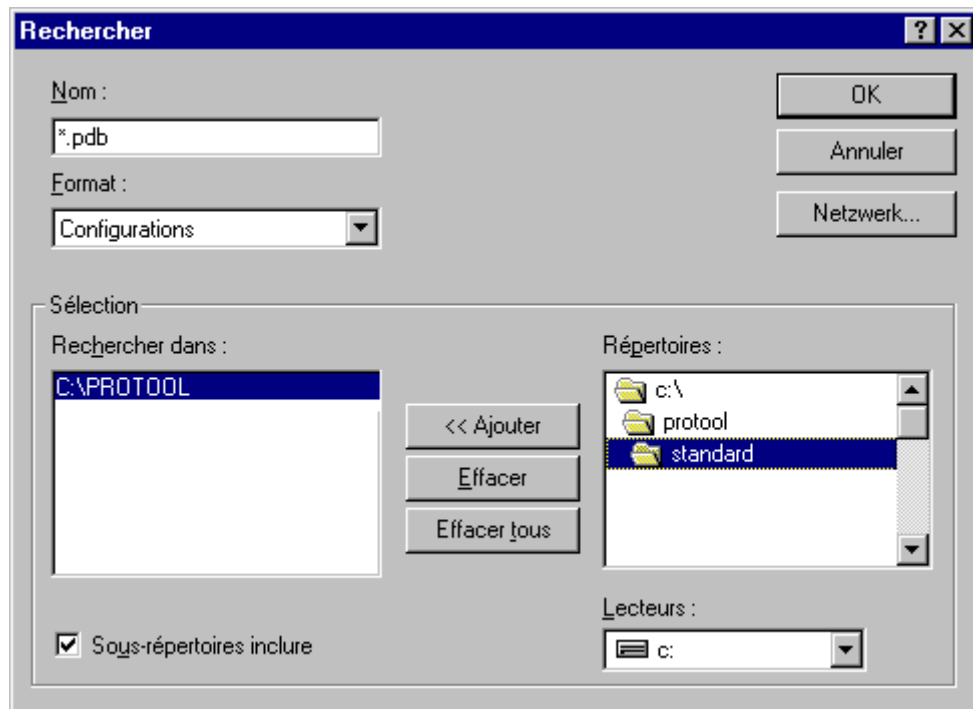 Rechercher
Nom :
*.pdb
Format :
Configurations
OK
Annuler
Netzwerk...
Sélection
Rechercher dans :
C:\PROTOOL
<< Ajouter
Effacer
Effacer tous
Répertoires :
c:\
protool
standard
Sous-répertoires inclure
Lecteurs :
c: